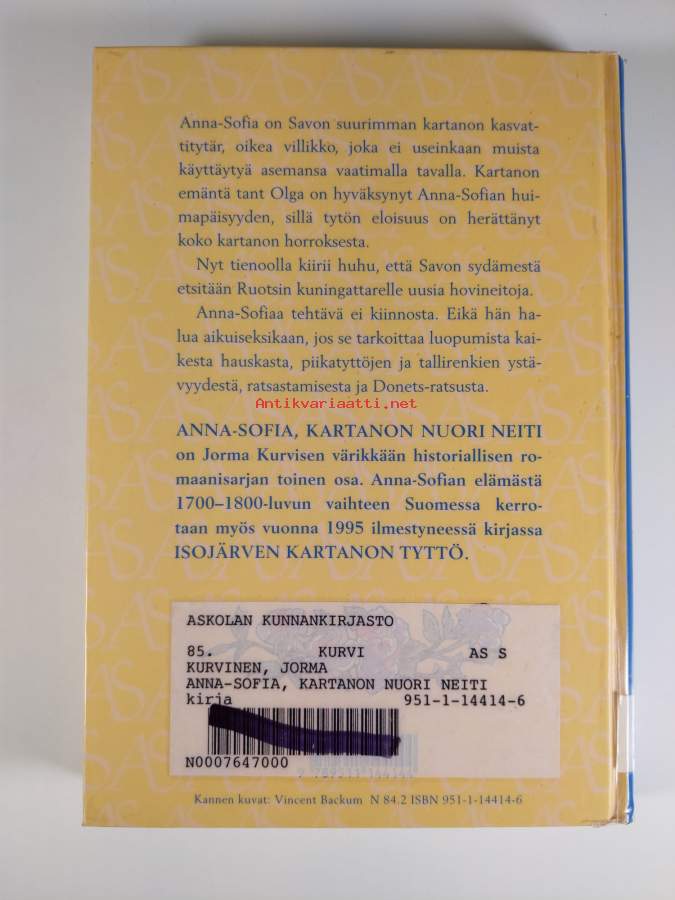 Anna-Sofia on Savon suurimman kartanon kasvat-
titytär, oikea villikko, joka ei useinkaan muista
käyttäytyä asemansa vaatimalla tavalla. Kartanon
emäntä tant Olga on hyväksynyt Anna-Sofian hui-
mapäisyyden, sillä tytön eloisuus on herättänyt
koko kartanon horroksesta.
Nyt tienoolla kiirii huhu, että Savon sydämestä
etsitään Ruotsin kuningattarelle uusia hovineitoja.
Anna-Sofiaa tehtävä ei kiinnosta. Eikä hän ha-
lua aikuiseksikaan, jos se tarkoittaa luopumista kai-
kesta hauskasta, piikatyttöjen ja tallirenkien ystä-
vyydestä, ratsastamisesta ja Donets-ratsusta.
Antikvariaatti.net
ANNA-SOFIA, KARTANON NUORI NEITI
on Jorma Kurvisen värikkään historiallisen ro-
maanisarjan toinen osa. Anna-Sofian elämästä
1700–1800-luvun vaihteen Suomessa kerro-
taan myös vuonna 1995 ilmestyneessä kirjassa
ISOJÄRVEN KARTANON TYTTÖ.
ASKOLAN KUNNANKIRJASTO
85. KURVI AS S
KURVINEN, JORMA
ANNA-SOFIA, KARTANON NUORI NEITI
kirja 951-1-14414-6
N0007647000
Kannen kuvat: Vincent Backum N 84.2 ISBN 951-1-14414-6